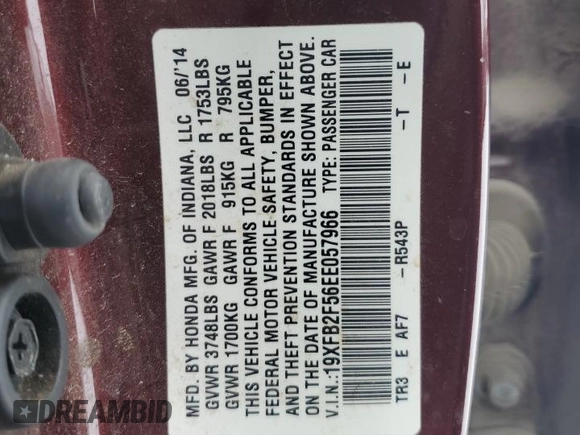 MFD. BY HONDA MFG. OF INDIANA, LLC 06/'14
GVWR 3748LBS GAWR F 2018LBS R 1753LBS
GVWR 1700KG GAWR F 915KG R 795KG
THIS VEHICLE CONFORMS TO ALL APPLICABLE
FEDERAL MOTOR VEHICLE SAFETY, BUMPER,
AND THEFT PREVENTION STANDARDS IN EFFECT
ON THE DATE OF MANUFACTURE SHOWN ABOVE.
V.I.N.:19XFB2F56EE057966 TYPE: PASSENGER CAR
TR3 E AF7 -R543P -T -E
DREAMBID